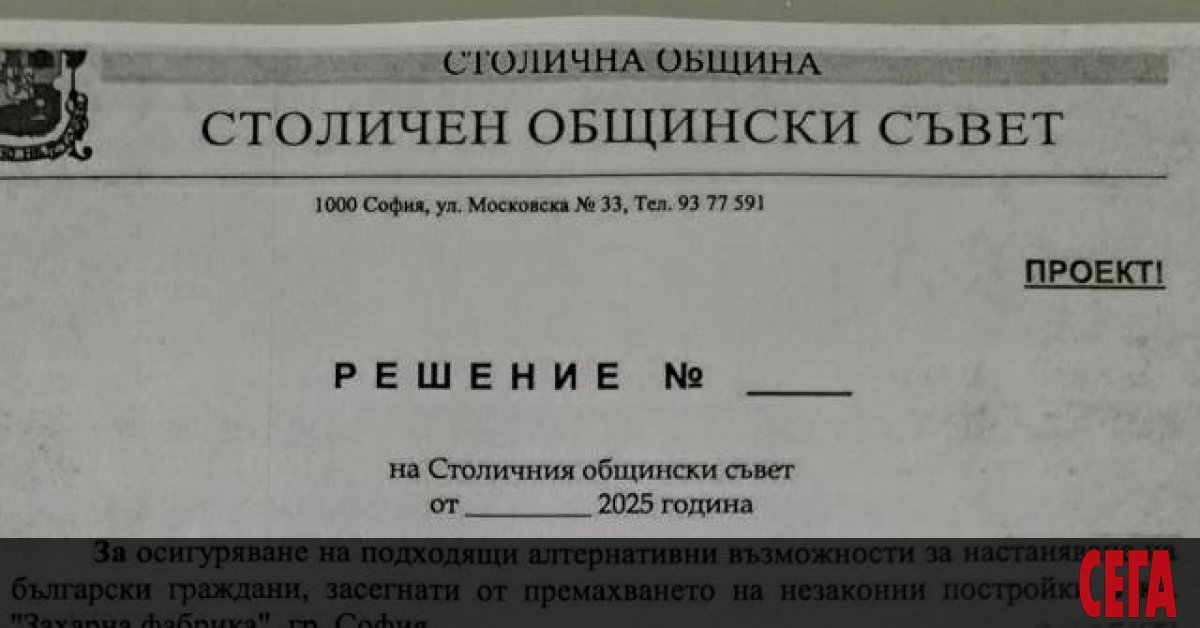 СТОЛИЧНА ОБЩИНА
СТОЛИЧЕН ОБЩИНСКИ СЪВЕТ
1000 София, ул. Московска № 33, Тел. 93 77 591
ПРОЕКТ!
РЕШЕНИЕ № _____
на Столичния общински съвет
от _________ 2025 година
За осигуряване на подходящи алтернативни възможности за настаняване на
български граждани, засегнати от премахването на незаконни постройки
"Захарна фабрика", гр. София
СЕГА